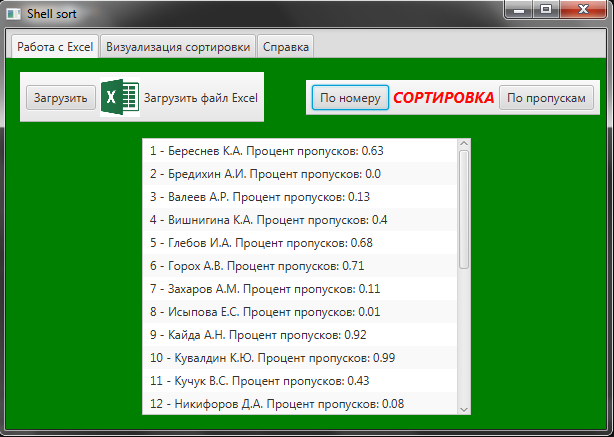 Shell sort
Работа с Excel Визуализация сортировки Справка
Загрузить X Загрузить файл Excel По номеру СОРТИРОВКА По пропускам
1 - Береснев К.А. Процент пропусков: 0.63
2 - Бредихин А.И. Процент пропусков: 0.0
3 - Валеев А.Р. Процент пропусков: 0.13
4 - Вишнигина К.А. Процент пропусков: 0.4
5 - Глебов И.А. Процент пропусков: 0.68
6 - Горох А.В. Процент пропусков: 0.71
7 - Захаров А.М. Процент пропусков: 0.11
8 - Исыпова Е.С. Процент пропусков: 0.01
9 - Кайда А.Н. Процент пропусков: 0.92
10 - Кувалдин К.Ю. Процент пропусков: 0.99
11 - Кучук В.С. Процент пропусков: 0.43
12 - Никифоров Д.А. Процент пропусков: 0.08